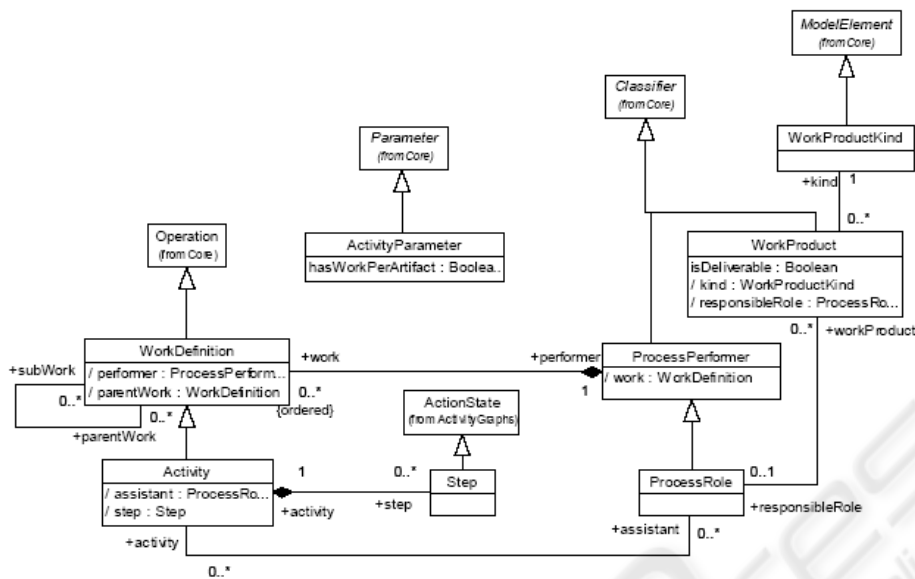 ModelElement
(from Core)
Classifier
(from Core)
Parameter
(from Core)
WorkProductKind
+kind
1
0..*
Operation
(from Core)
ActivityParameter
hasWorkPerArtifact : Boolea..
WorkProduct
isDeliverable : Boolean
/ kind : WorkProductKind
/ responsibleRole : ProcessRo...
0..*
+workProduct
WorkDefinition
/ performer : ProcessPerform...
/ parentWork : WorkDefinition
+subWork
0..*
0..*
+parentWork
+work
0..*
{ordered}
+performer
1
ProcessPerformer
/ work : WorkDefinition
ActionState
(from ActivityGraphs)
Activity
/ assistant : ProcessRo...
/ step : Step
1
+activity
0..*
+step
Step
ProcessRole
0..1
+responsibleRole
+assistant
0..*
+activity
0..*